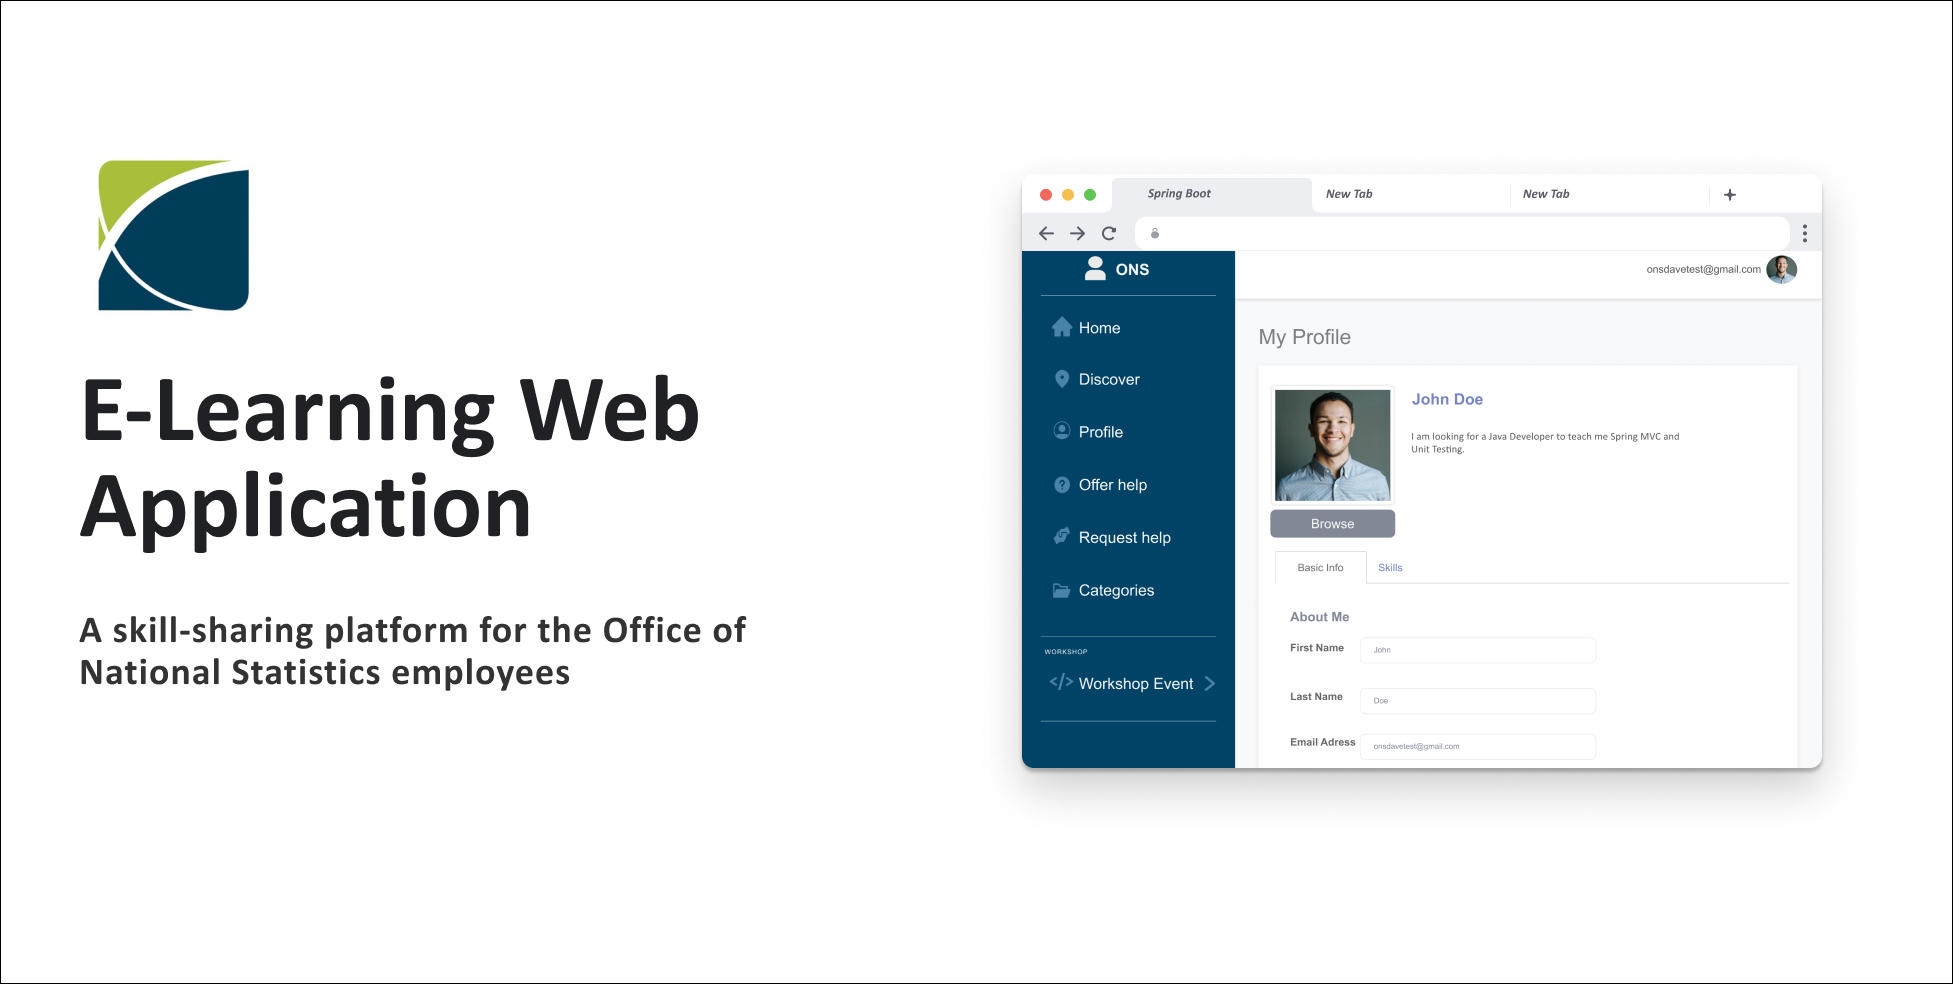 E-Learning Web
Application
A skill-sharing platform for the Office of
National Statistics employees
Spring Boot
New Tab
New Tab
ONS
onsdavetest@gmail.com
Home
Discover
Profile
Offer help
Request help
Categories
WORKSHOP
</> Workshop Event
My Profile
John Doe
I am looking for a Java Developer to teach me Spring MVC and
Unit Testing.
Browse
Basic Info
Skills
About Me
First Name
John
Last Name
Doe
Email Adress
onsdavetest@gmail.com